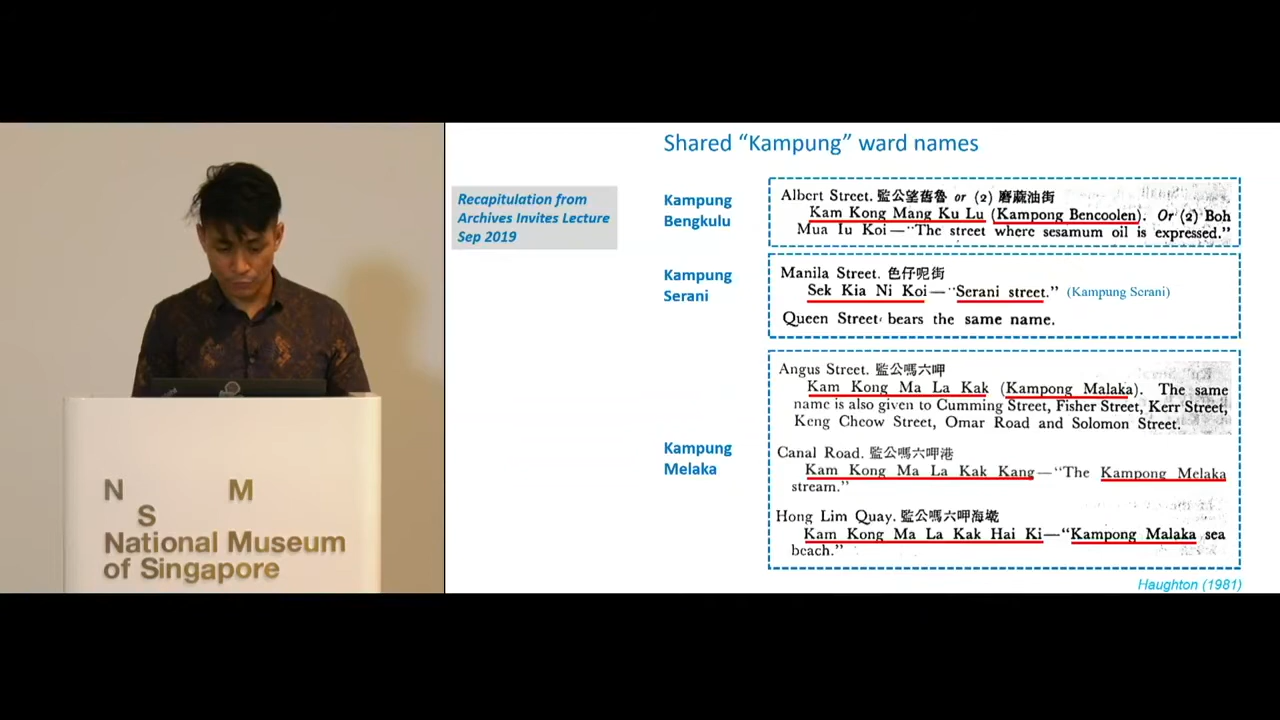 Shared “Kampung” ward names
Recapitulation from
Archives Invites Lecture
Sep 2019
Kampung
Bengkulu
Albert Street. 監公望舊魯 or (2) 磨蔴油街
Kam Kong Mang Ku Lu (Kampong Bencoolen). Or (2) Boh
Mua Iu Koi—“The street where sesamum oil is expressed.”
Kampung
Serani
Manila Street. 色仔呢街
Sek Kia Ni Koi—“Serani street.” (Kampung Serani)
Queen Street bears the same name.
Kampung
Melaka
Angus Street. 監公嗎六呷
Kam Kong Ma La Kak (Kampong Malaka). The same
name is also given to Cumming Street, Fisher Street, Kerr Street,
Keng Cheow Street, Omar Road and Solomon Street.
Canal Road. 監公嗎六呷港
Kam Kong Ma La Kak Kang—“The Kampong Melaka
stream.”
Hong Lim Quay. 監公嗎六呷海墘
Kam Kong Ma La Kak Hai Ki—“Kampong Malaka sea
beach.”
Haughton (1981)
N M
S
National Museum
of Singapore